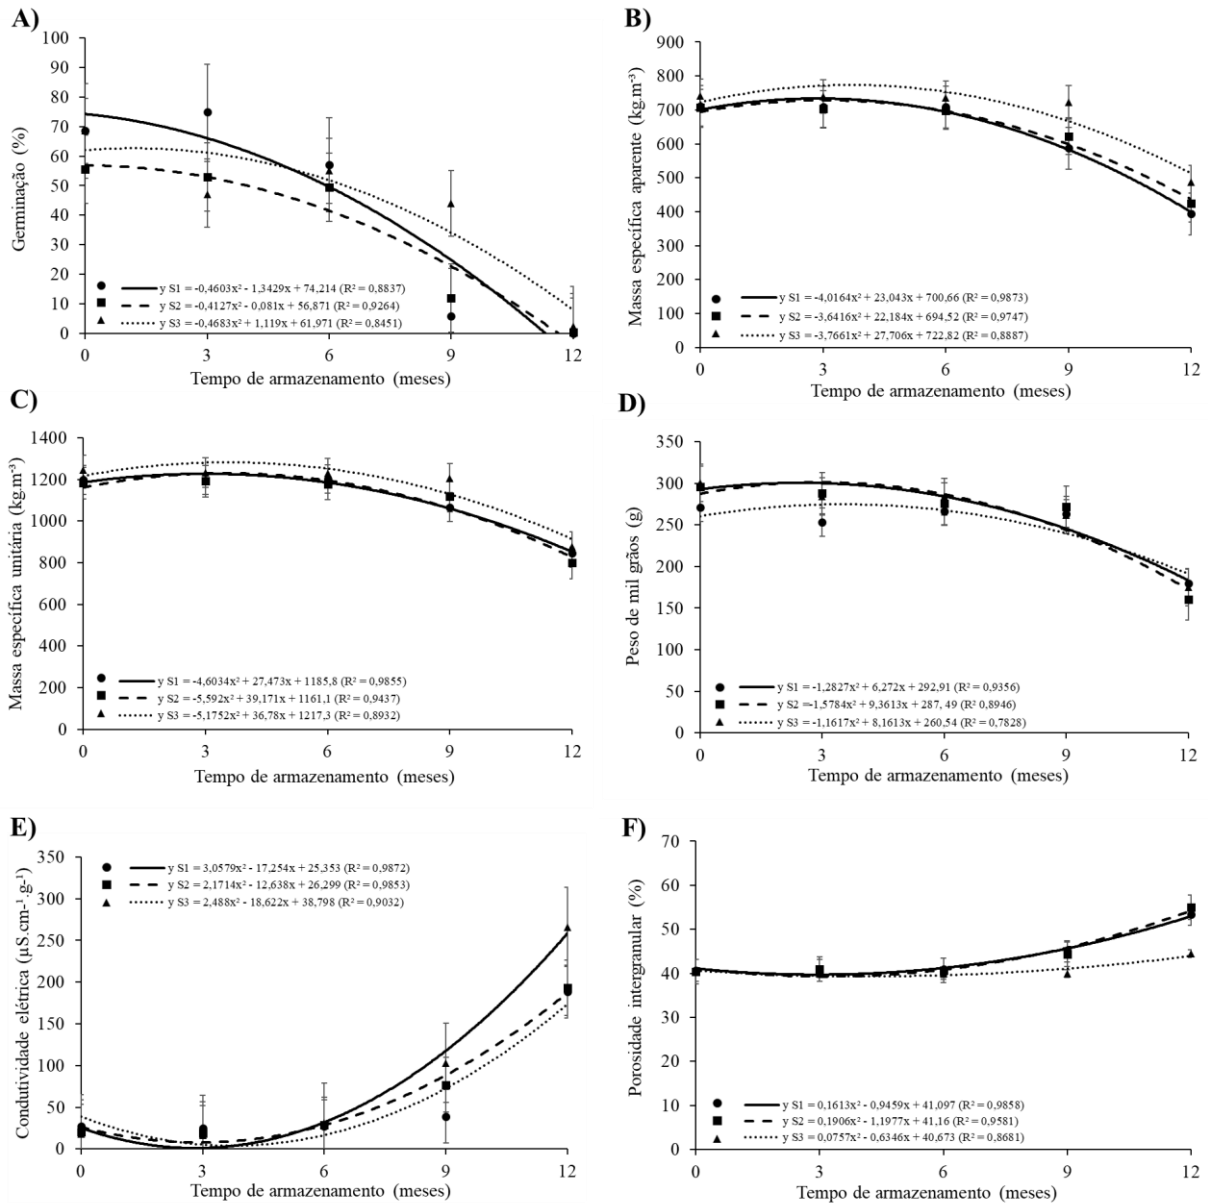 A)
Germinação (%)
100
90
80
70
60
50
40
30
20
10
0
y S1 = -0,4603x² - 1,3429x + 74,214 (R² = 0,8837)
y S2 = -0,4127x² - 0,081x + 56,871 (R² = 0,9264)
y S3 = -0,4683x² + 1,119x + 61,971 (R² = 0,8451)
0 3 6 9 12
Tempo de armazenamento (meses)
B)
Massa específica aparente (kg.m⁻³)
900
800
700
600
500
400
300
200
100
0
y S1 = -4,0164x² + 23,043x + 700,66 (R² = 0,9873)
y S2 = -3,6416x² + 22,184x + 694,52 (R² = 0,9747)
y S3 = -3,7661x² + 27,706x + 722,82 (R² = 0,8887)
0 3 6 9 12
Tempo de armazenamento (meses)
C)
Massa específica unitária (kg.m⁻³)
1400
1200
1000
800
600
400
200
0
y S1 = -4,6034x² + 27,473x + 1185,8 (R² = 0,9855)
y S2 = -5,592x² + 39,171x + 1161,1 (R² = 0,9437)
y S3 = -5,1752x² + 36,78x + 1217,3 (R² = 0,8932)
0 3 6 9 12
Tempo de armazenamento (meses)
D)
Peso de mil grãos (g)
350
300
250
200
150
100
50
0
y S1 = -1,2827x² + 6,272x + 292,91 (R² = 0,9356)
y S2 = -1,5784x² + 9,3613x + 287, 49 (R² = 0,8946)
y S3 = -1,1617x² + 8,1613x + 260,54 (R² = 0,7828)
0 3 6 9 12
Tempo de armazenamento (meses)
E)
Condutividade elétrica (µS.cm⁻¹.g⁻¹)
350
300
250
200
150
100
50
0
y S1 = 3,0579x² - 17,254x + 25,353 (R² = 0,9872)
y S2 = 2,1714x² - 12,638x + 26,299 (R² = 0,9853)
y S3 = 2,488x² - 18,622x + 38,798 (R² = 0,9032)
0 3 6 9 12
Tempo de armazenamento (meses)
F)
Porosidade intergranular (%)
70
60
50
40
30
20
10
0
y S1 = 0,1613x² - 0,9459x + 41,097 (R² = 0,9858)
y S2 = 0,1906x² - 1,1977x + 41,16 (R² = 0,9581)
y S3 = 0,0757x² - 0,6346x + 40,673 (R² = 0,8681)
0 3 6 9 12
Tempo de armazenamento (meses)